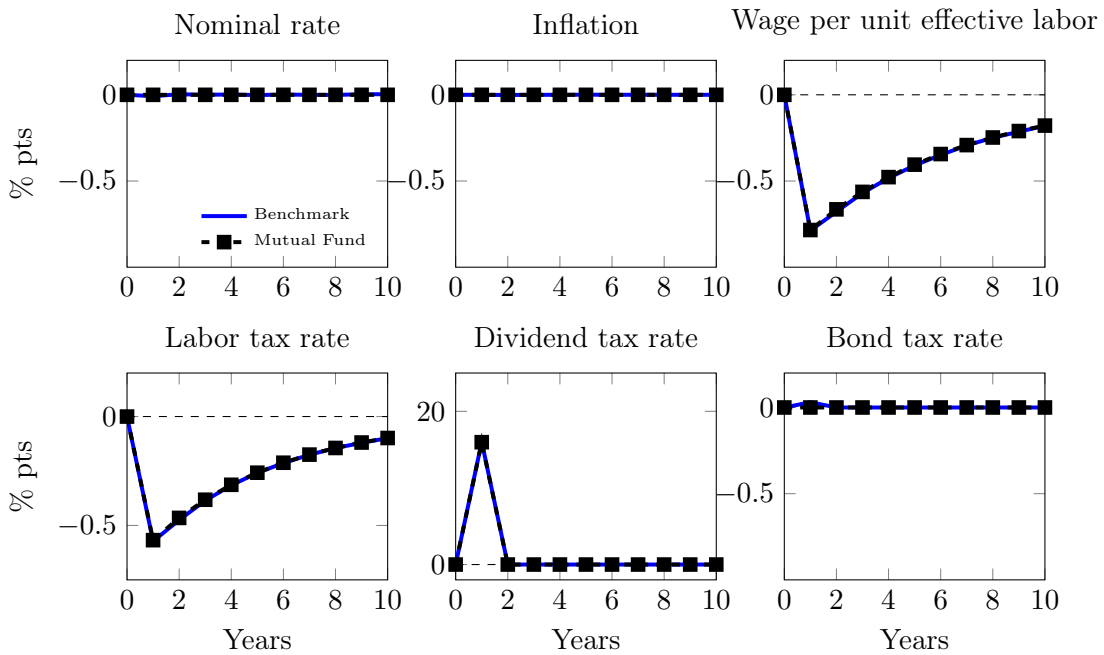 Nominal rate
Inflation
Wage per unit effective labor
% pts
0
−0.5
Benchmark
Mutual Fund
0 2 4 6 8 10
0
−0.5
0 2 4 6 8 10
0
−0.5
0 2 4 6 8 10
Labor tax rate
Dividend tax rate
Bond tax rate
% pts
0
−0.5
0 2 4 6 8 10
Years
20
0
0 2 4 6 8 10
Years
0
−0.5
0 2 4 6 8 10
Years